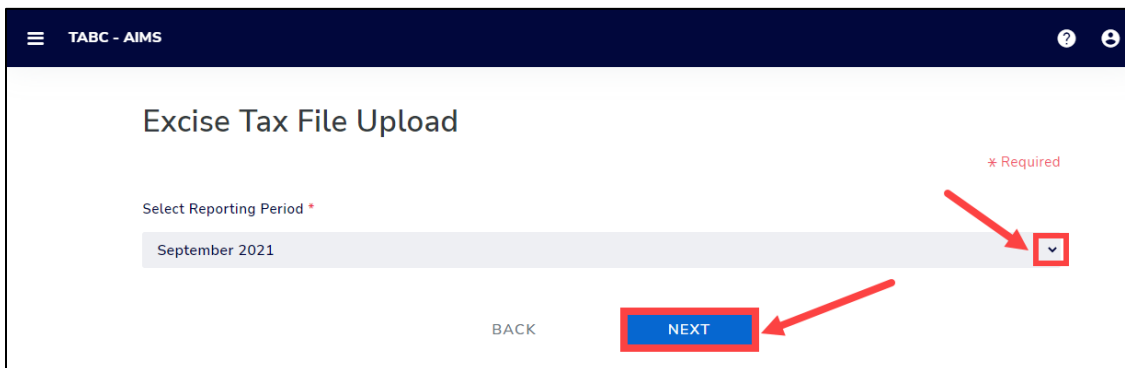 TABC - AIMS
Excise Tax File Upload
* Required
Select Reporting Period *
September 2021
BACK NEXT